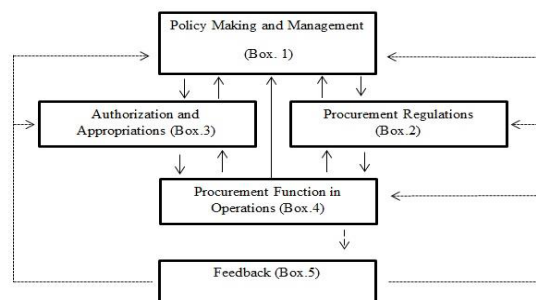 Policy Making and Management
(Box. 1)
Authorization and
Appropriations (Box.3)
Procurement Regulations
(Box.2)
Procurement Function in
Operations (Box.4)
Feedback (Box.5)